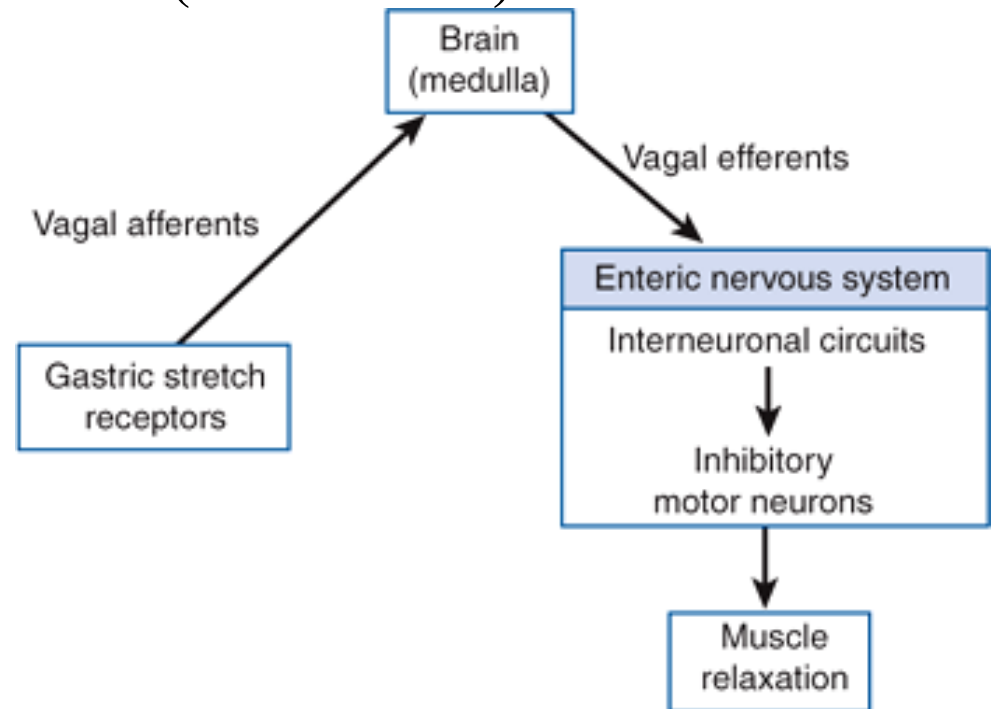 Brain
(medulla)
Vagal efferents
Vagal afferents
Enteric nervous system
Interneuronal circuits
Gastric stretch
receptors
Inhibitory
motor neurons
Muscle
relaxation